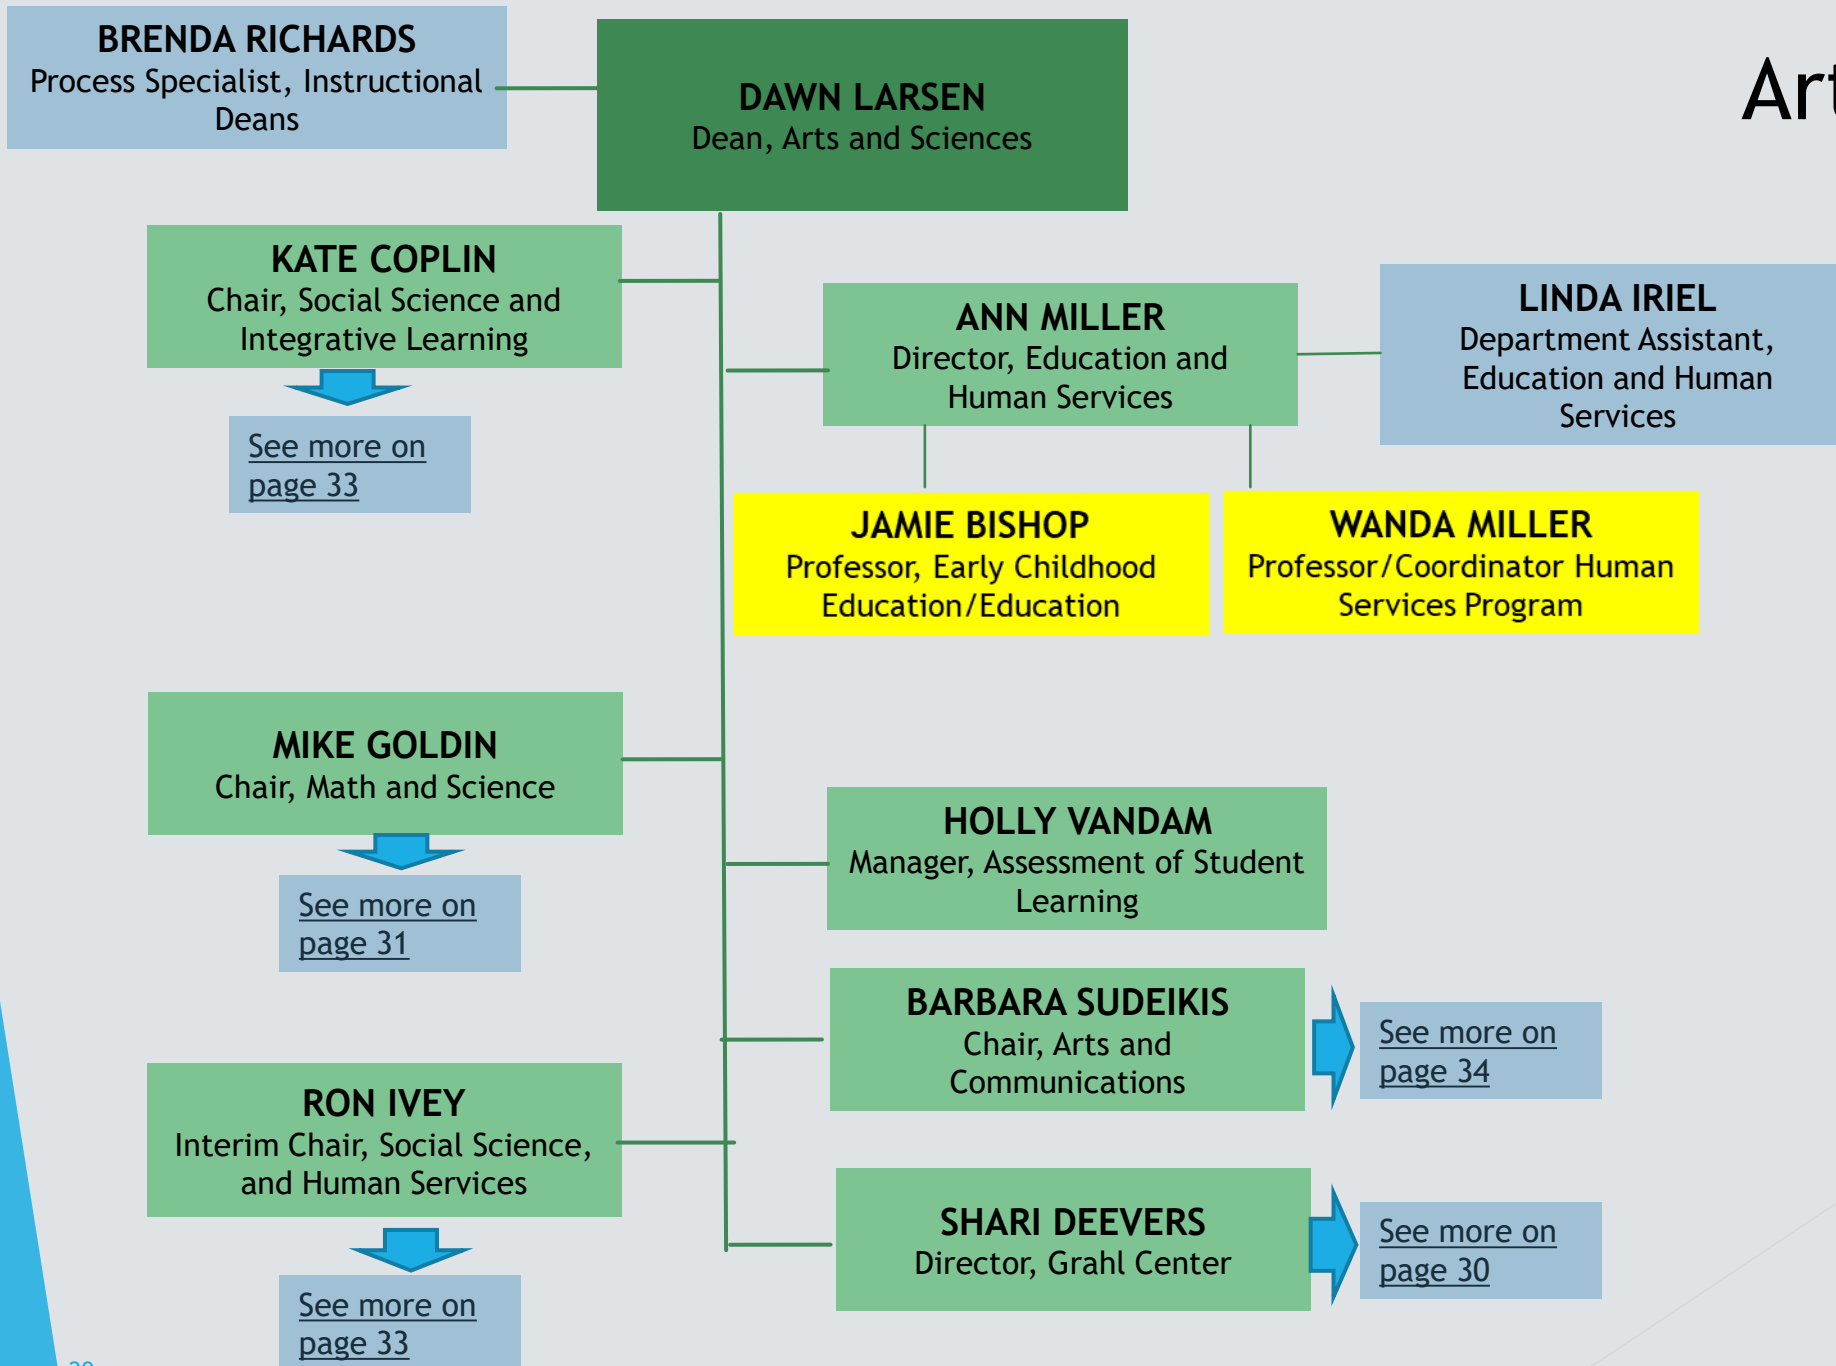 BRENDA RICHARDS
Process Specialist, Instructional
Deans
DAWN LARSEN
Dean, Arts and Sciences
KATE COPLIN
Chair, Social Science and
Integrative Learning
See more on
page 33
ANN MILLER
Director, Education and
Human Services
LINDA IRIEL
Department Assistant,
Education and Human
Services
JAMIE BISHOP
Professor, Early Childhood
Education/Education
WANDA MILLER
Professor/Coordinator Human
Services Program
MIKE GOLDIN
Chair, Math and Science
See more on
page 31
HOLLY VANDAM
Manager, Assessment of Student
Learning
BARBARA SUDEIKIS
Chair, Arts and
Communications
See more on
page 34
RON IVEY
Interim Chair, Social Science,
and Human Services
See more on
page 33
SHARI DEEVERS
Director, Grahl Center
See more on
page 30